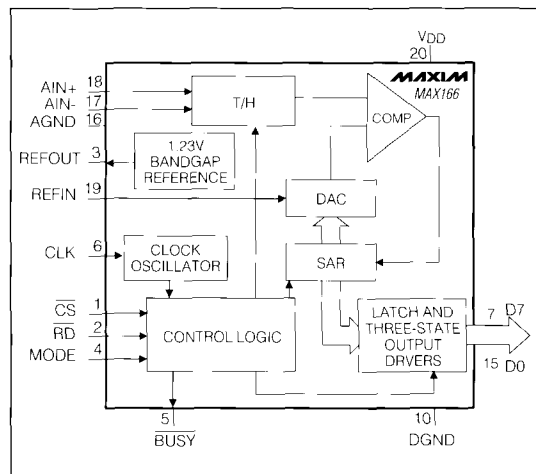 VDD
20
MAXIM
MAX166
AIN+ 18
AIN- 17
AGND 16
T/H
COMP
REFOUT 3
1.23V
BANDGAP
REFERENCE
REFIN 19
DAC
CLK 6
CLOCK
OSCILLATOR
SAR
CS 1
RD 2
MODE 4
CONTROL LOGIC
LATCH AND
THREE-STATE
OUTPUT
DRVERS
7 D7
15 D0
5
BUSY
10
DGND